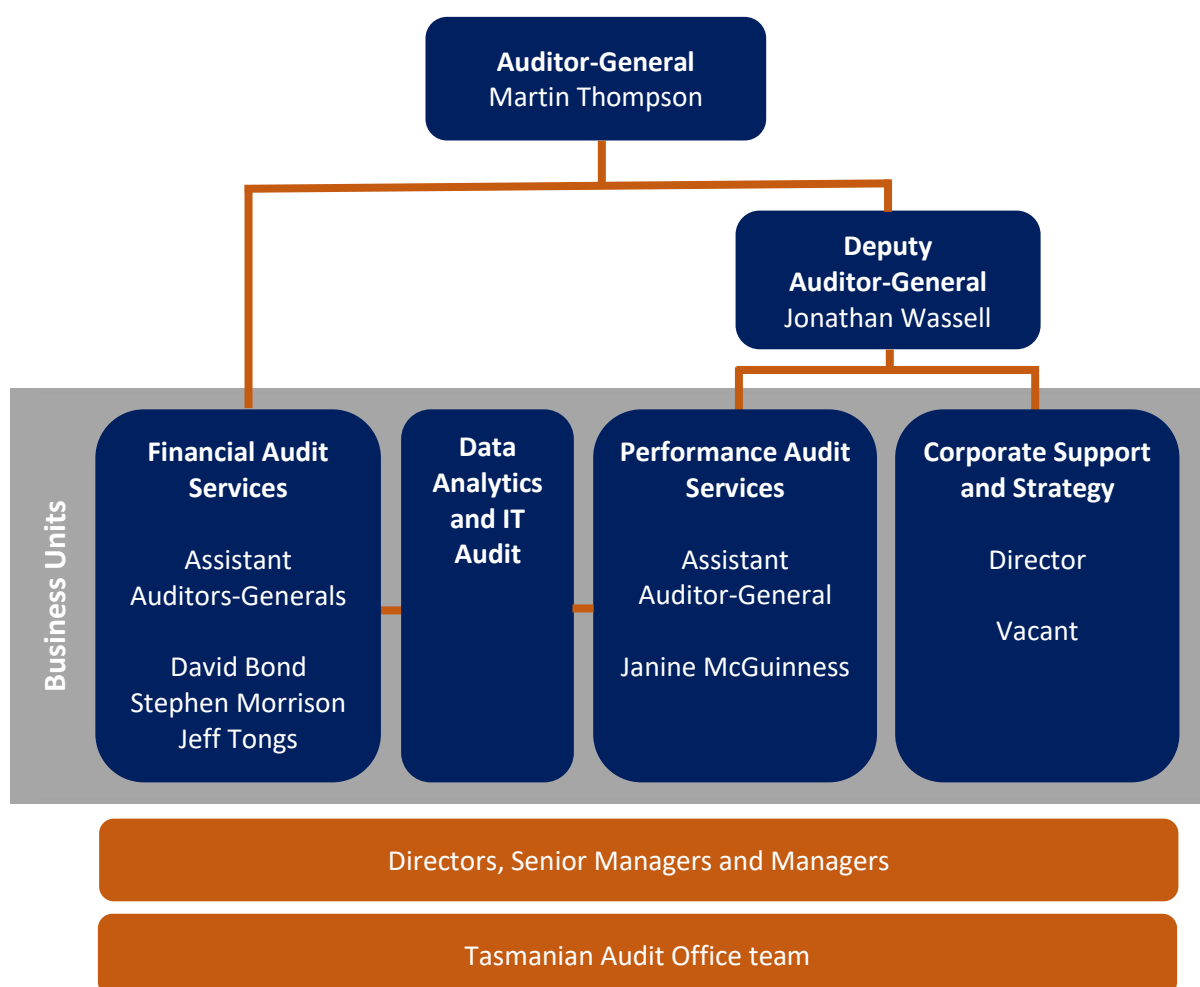 Auditor-General
Martin Thompson
Deputy
Auditor-General
Jonathan Wassell
Business Units
Financial Audit
Services
Assistant
Auditors-Generals
David Bond
Stephen Morrison
Jeff Tongs
Data
Analytics
and IT
Audit
Performance Audit
Services
Assistant
Auditor-General
Janine McGuinness
Corporate Support
and Strategy
Director
Vacant
Directors, Senior Managers and Managers
Tasmanian Audit Office team